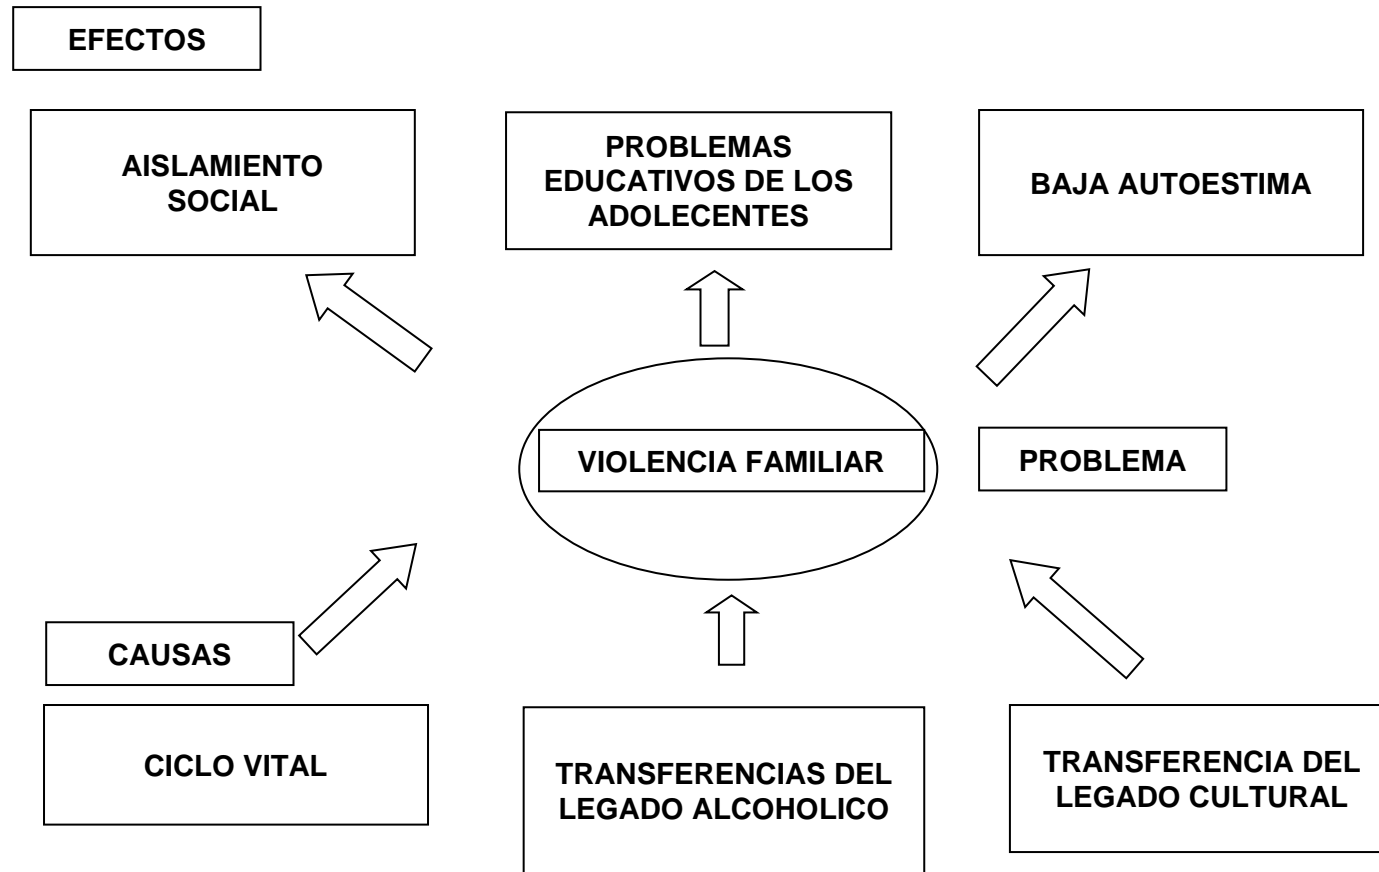 EFECTOS
AISLAMIENTO
SOCIAL
PROBLEMAS
EDUCATIVOS DE LOS
ADOLECENTES
BAJA AUTOESTIMA
VIOLENCIA FAMILIAR
PROBLEMA
CAUSAS
CICLO VITAL
TRANSFERENCIAS DEL
LEGADO ALCOHOLICO
TRANSFERENCIA DEL
LEGADO CULTURAL